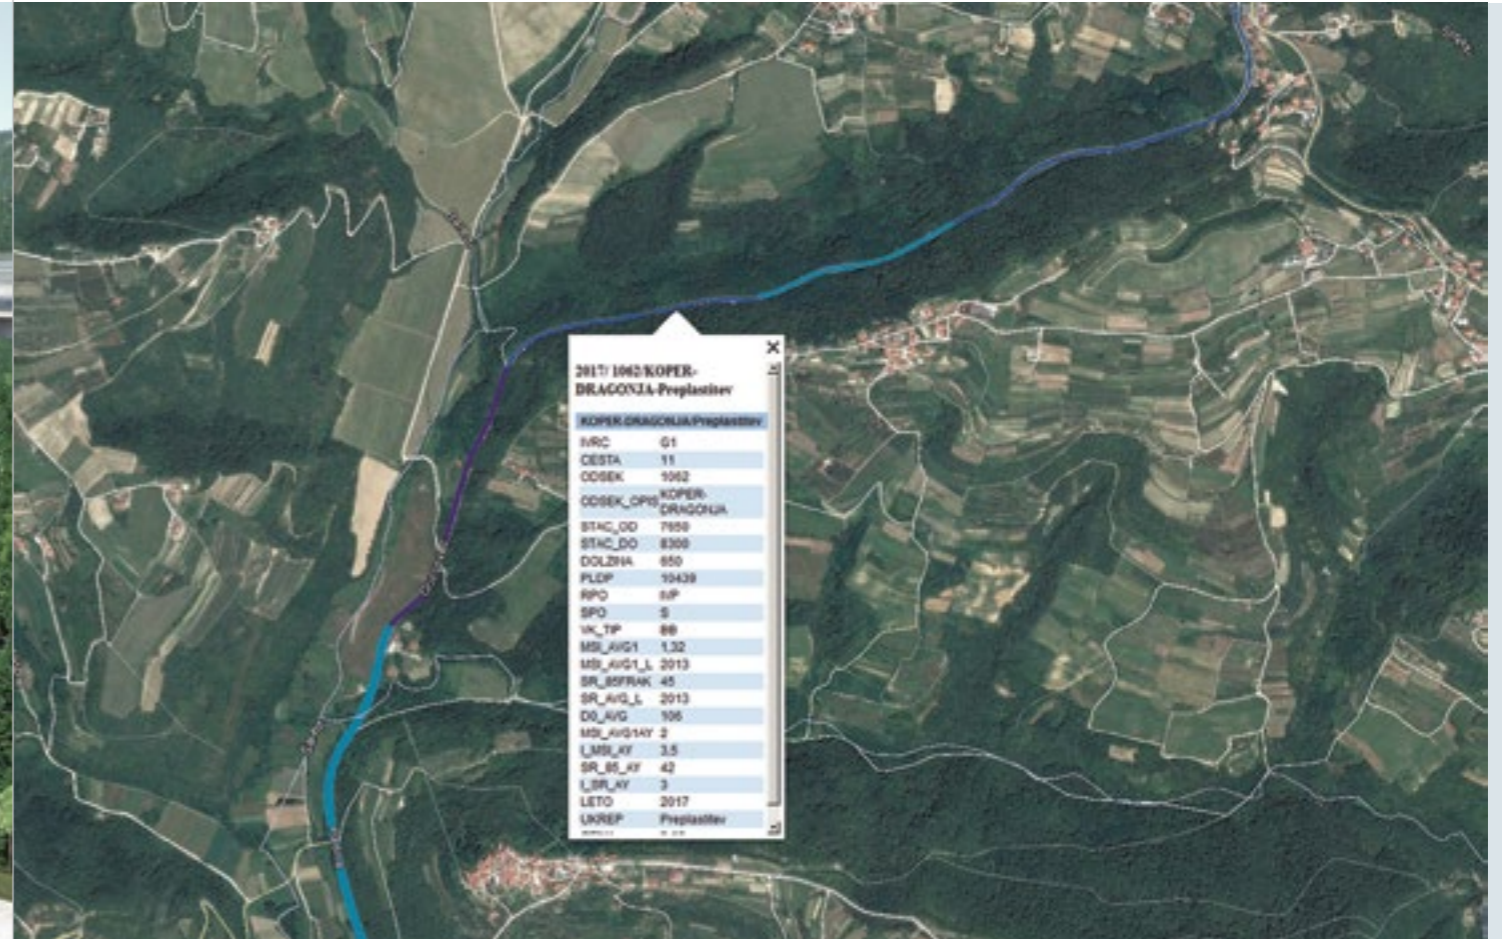 2017/ 1062/KOPER-
DRAGONJA-Preplastitev
KOPER-DRAGONJA/Preplastitev
IVRC G1
CESTA 11
ODSEK 1062
ODSEK_OPIS KOPER-
DRAGONJA
STAC_OD 7650
STAC_DO 8300
DOLZINA 650
PLDP 10439
RPO IVP
SPO S
VK_TIP BB
MSI_AVG1 1,32
MSI_AVG1_L 2013
SR_85FRAK 45
SR_AVG_L 2013
D0_AVG 106
MSI_AVG1AY 2
I_MSI_AY 3.5
SR_85_AY 42
I_SR_AY 3
LETO 2017
UKREP Preplastitev